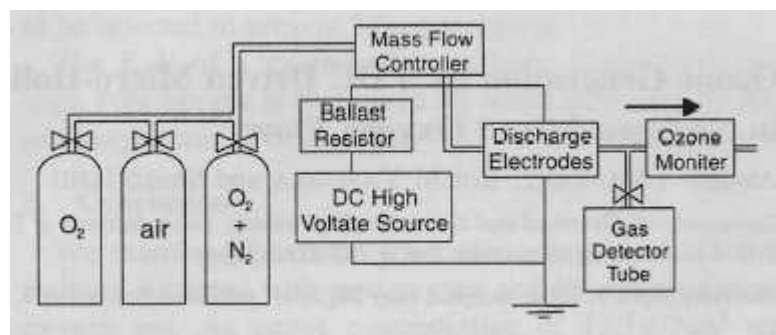 Mass Flow
Controller
Ballast
Resistor
Discharge
Electrodes
Ozone
Moniter
DC High
Voltate Source
O2
air
O2
+
N2
Gas
Detector
Tube